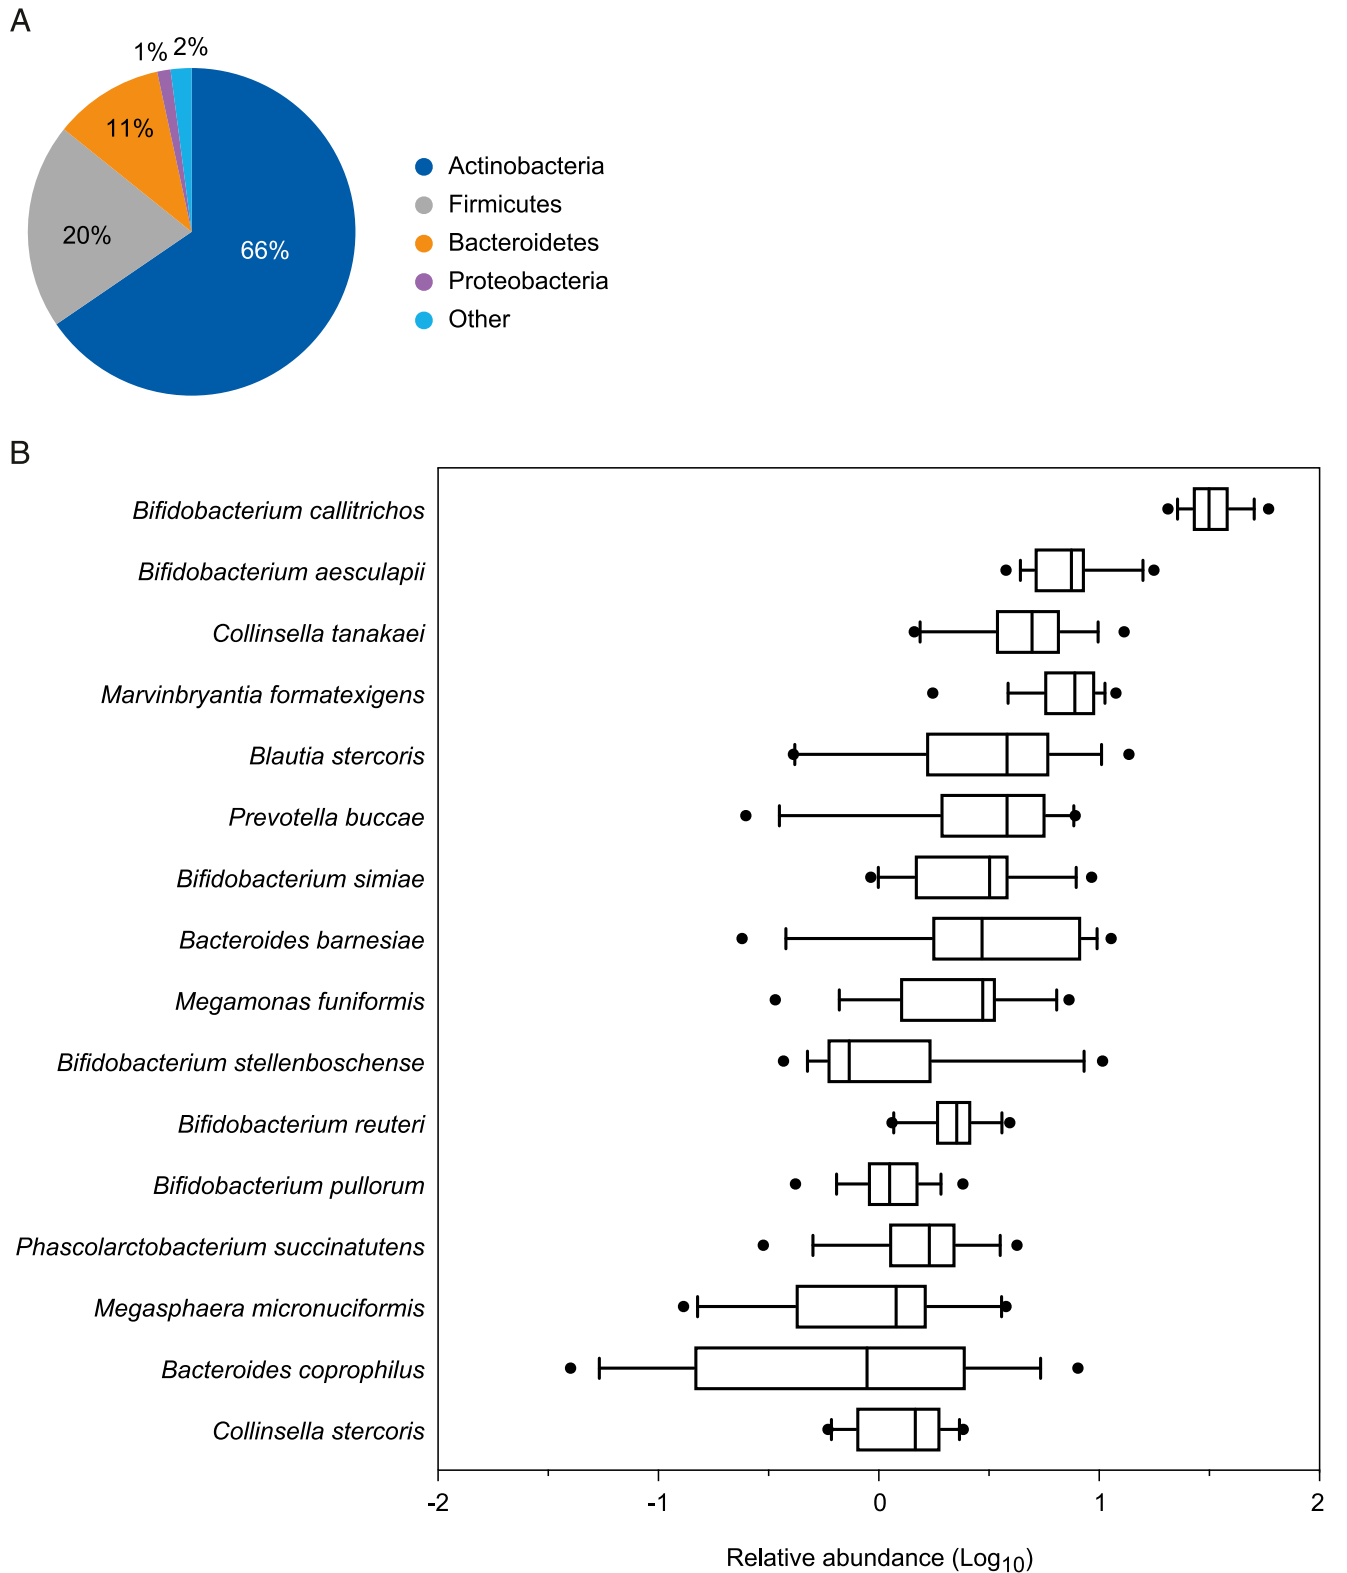 A
1% 2%
11%
20%
66%
Actinobacteria
Firmicutes
Bacteroidetes
Proteobacteria
Other
B
Bifidobacterium callitrichos
Bifidobacterium aesculapii
Collinsella tanakaei
Marvinbryantia formatexigens
Blautia stercoris
Prevotella buccae
Bifidobacterium simiae
Bacteroides barnesiae
Megamonas funiformis
Bifidobacterium stellenboschense
Bifidobacterium reuteri
Bifidobacterium pullorum
Phascolarctobacterium succinatutens
Megasphaera micronuciformis
Bacteroides coprophilus
Collinsella stercoris
-2 -1 0 1 2
Relative abundance (Log10)